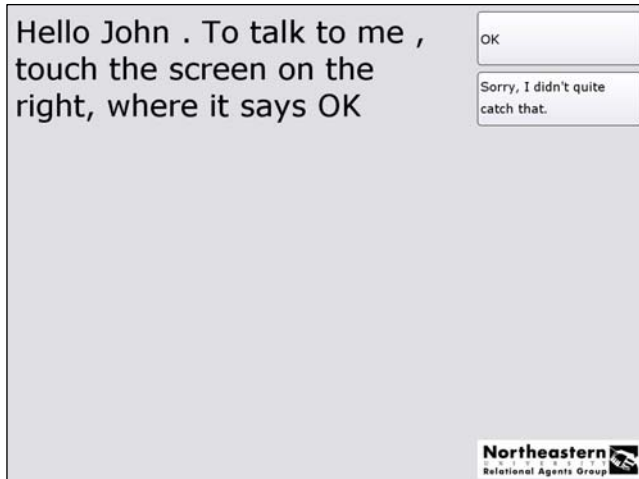 Hello John . To talk to me ,
touch the screen on the
right, where it says OK
OK
Sorry, I didn't quite
catch that.
Northeastern
UNIVERSITY
Relational Agents Group